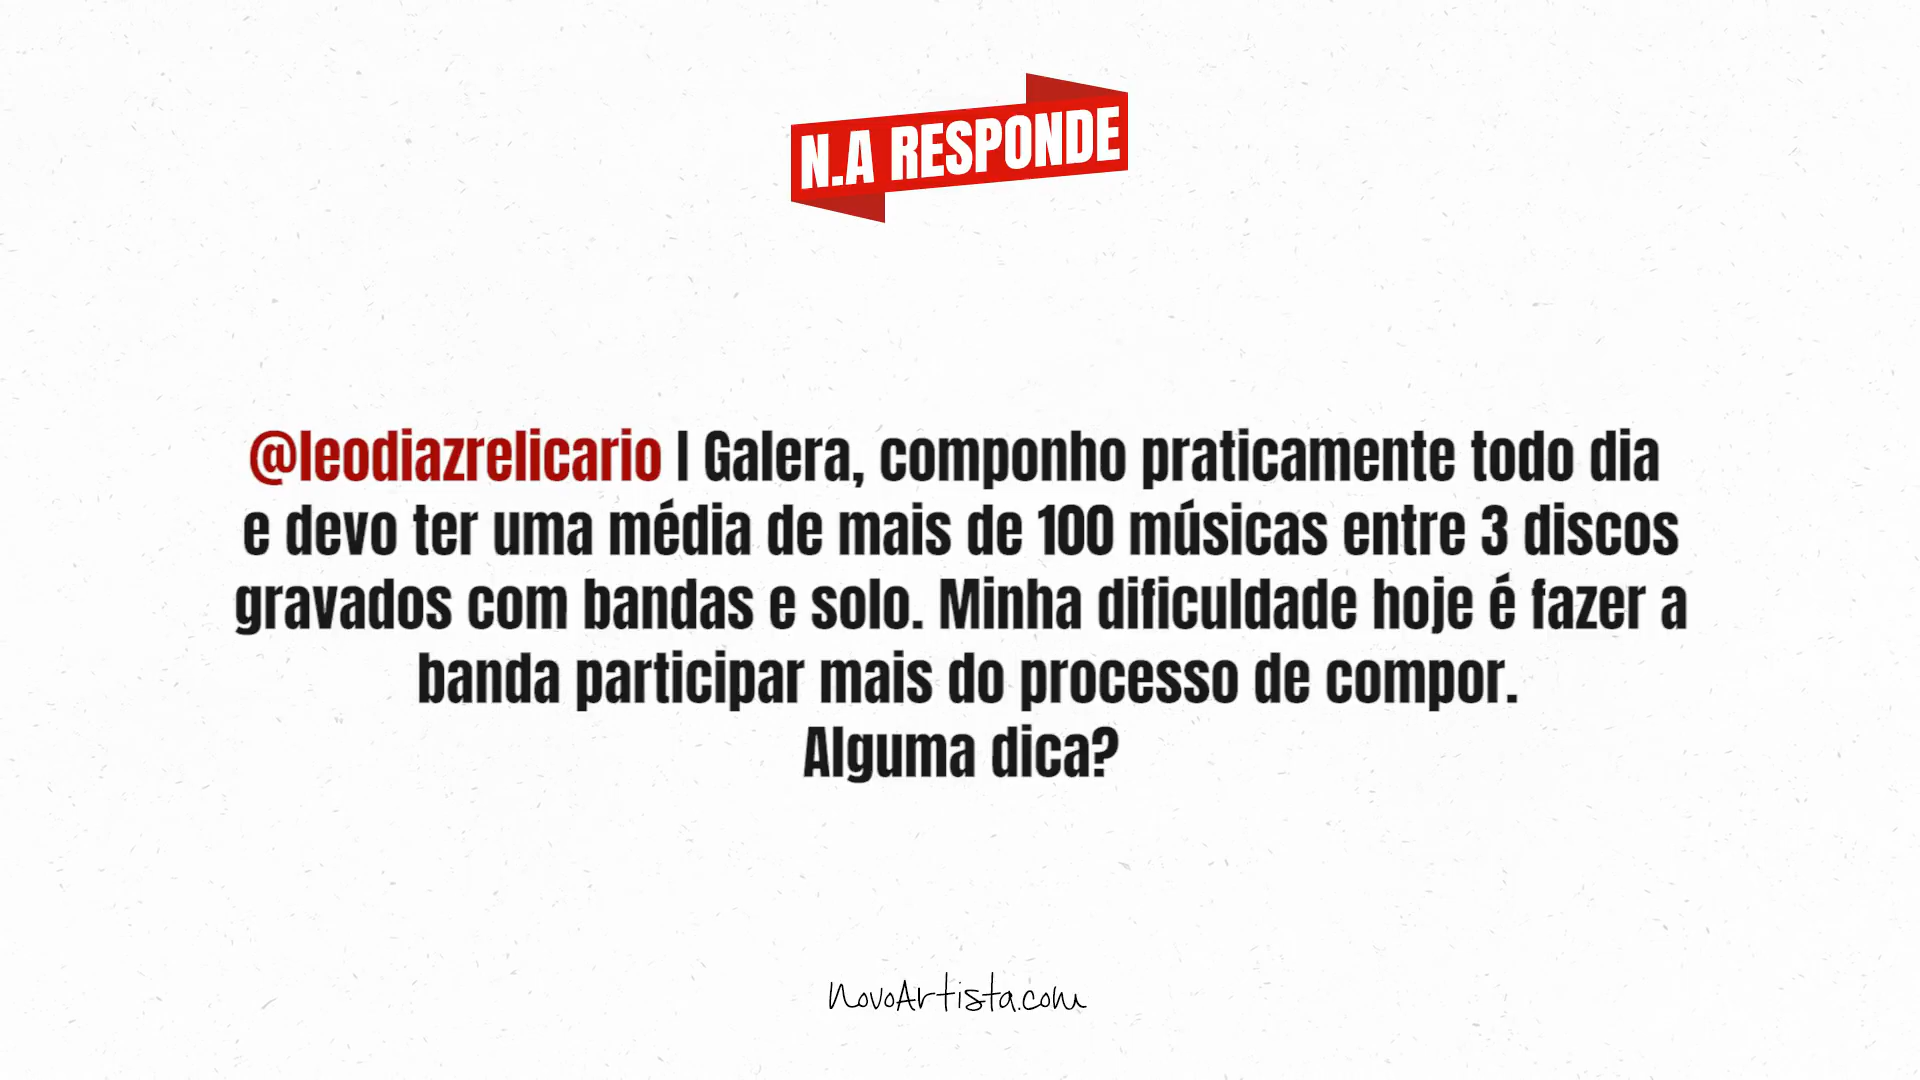 N.A RESPONDE
@leodiazrelicario | Galera, componho praticamente todo dia
e devo ter uma média de mais de 100 músicas entre 3 discos
gravados com bandas e solo. Minha dificuldade hoje é fazer a
banda participar mais do processo de compor.
Alguma dica?
NovoArtista.com